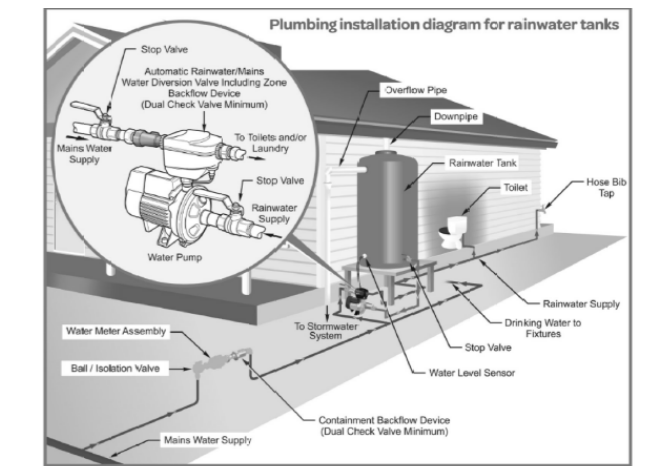 Plumbing installation diagram for rainwater tanks
Stop Valve
Automatic Rainwater/Mains
Water Diversion Valve Including Zone
Backflow Device
(Dual Check Valve Minimum)
Mains Water
Supply
To Toilets and/or
Laundry
Stop Valve
Rainwater
Supply
Water Pump
Overflow Pipe
Downpipe
Rainwater Tank
Toilet
Hose Bib
Tap
Rainwater Supply
Drinking Water to
Fixtures
To Stormwater
System
Stop Valve
Water Level Sensor
Water Meter Assembly
Ball / Isolation Valve
Containment Backflow Device
(Dual Check Valve Minimum)
Mains Water Supply